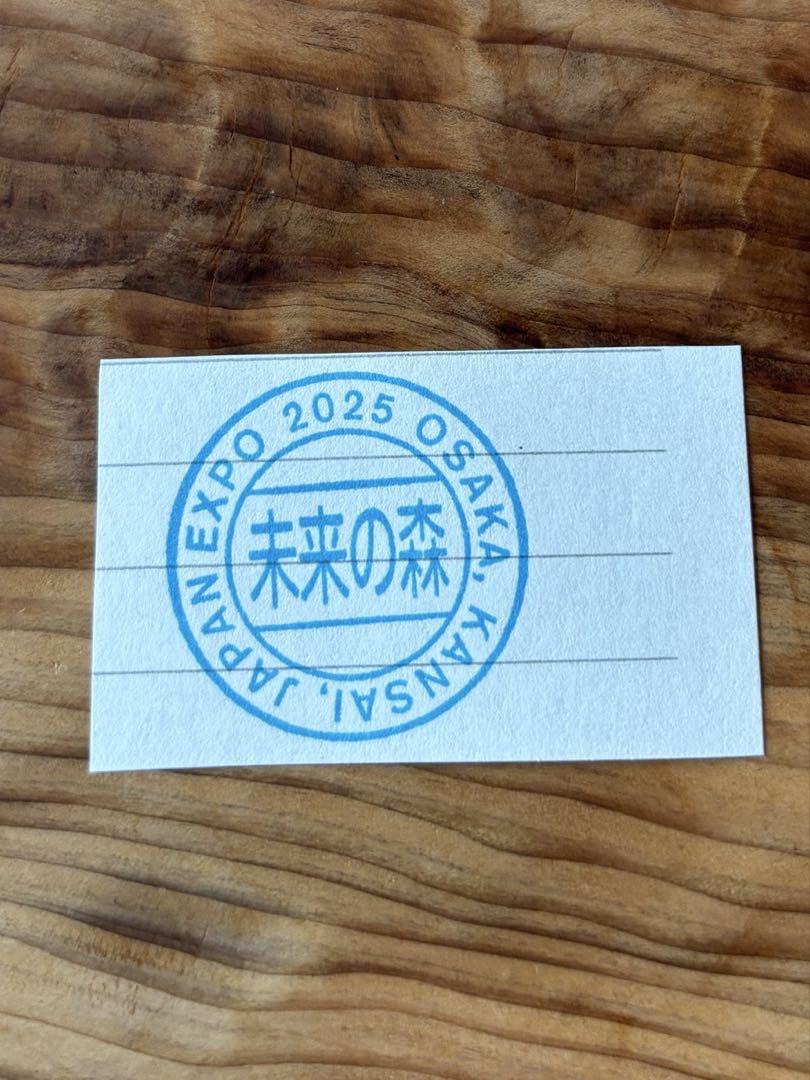 EXPO 2025 OSAKA, KANSAI, JAPAN
未来の森